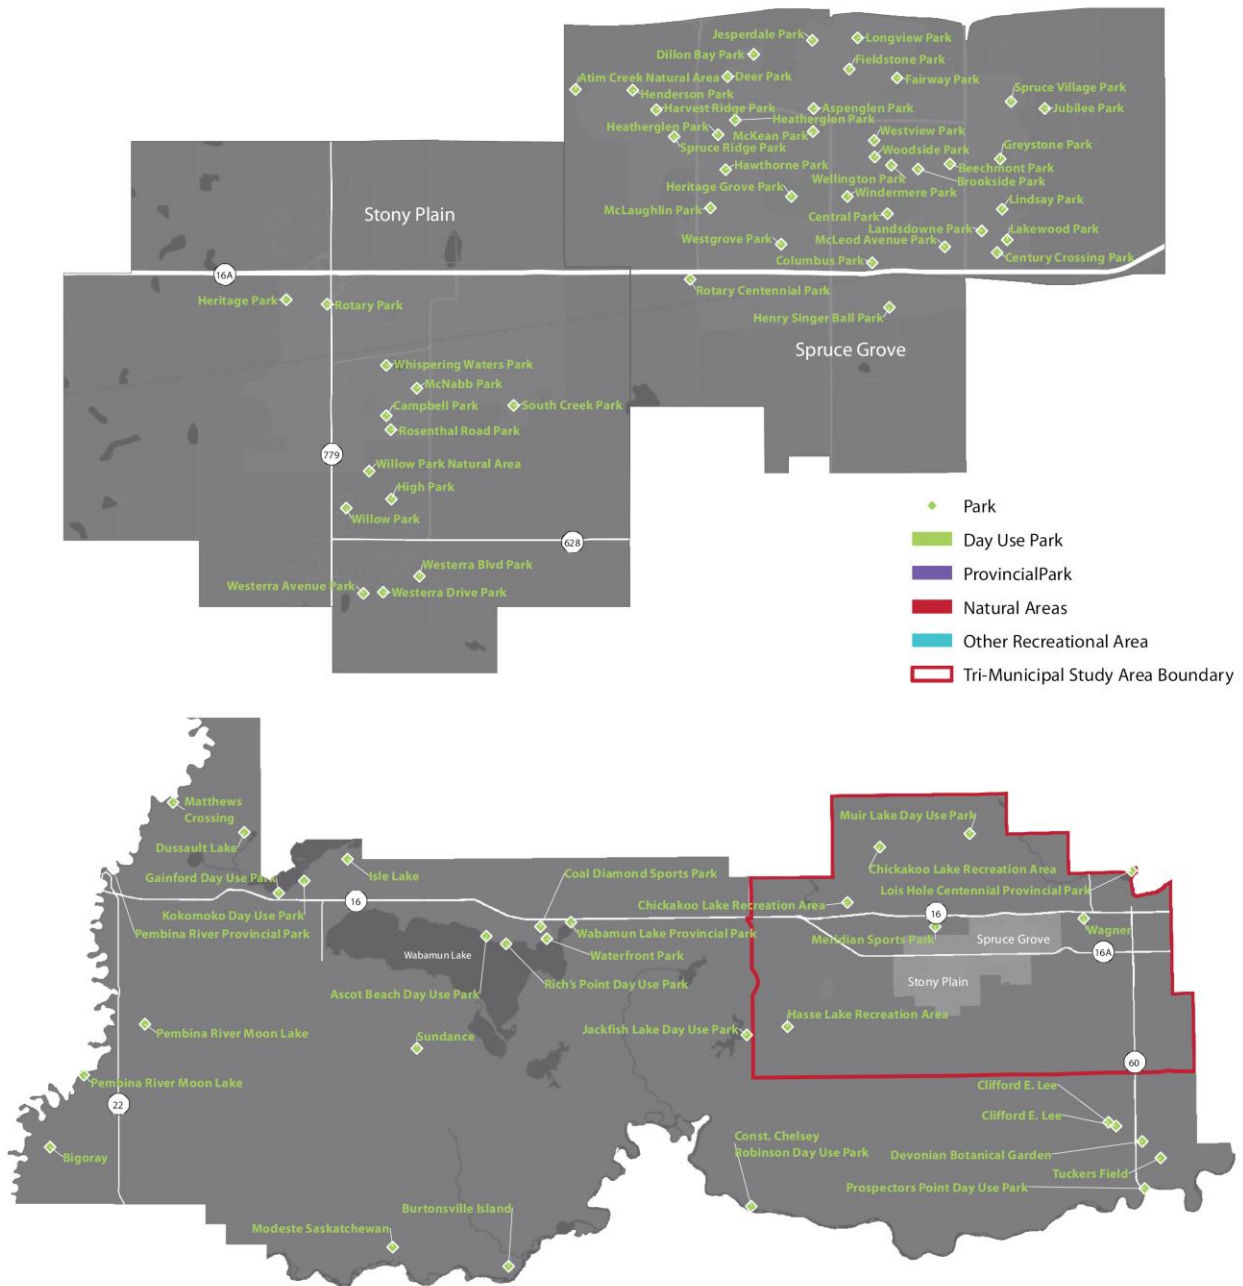 Jesperdale Park
Longview Park
Dillon Bay Park
Fieldstone Park
Atim Creek Natural Area
Deer Park
Fairway Park
Henderson Park
Spruce Village Park
Harvest Ridge Park
Aspenglen Park
Jubilee Park
Heatherglen Park
Heatherglen Park
McKean Park
Westview Park
Spruce Ridge Park
Woodside Park
Greystone Park
Hawthorne Park
Beechmont Park
Wellington Park
Brookside Park
Heritage Grove Park
Windermere Park
McLaughlin Park
Central Park
Lindsay Park
Landsdowne Park
Lakewood Park
Westgrove Park
McLeod Avenue Park
Century Crossing Park
Columbus Park
Stony Plain
16A
Rotary Centennial Park
Heritage Park
Rotary Park
Henry Singer Ball Park
Spruce Grove
Whispering Waters Park
McNabb Park
Campbell Park
South Creek Park
Rosenthal Road Park
779
Willow Park Natural Area
High Park
Willow Park
628
Westerra Blvd Park
Westerra Avenue Park
Westerra Drive Park
Park
Day Use Park
ProvincialPark
Natural Areas
Other Recreational Area
Tri-Municipal Study Area Boundary
Matthews
Crossing
Dussault Lake
Muir Lake Day Use Park
Isle Lake
Coal Diamond Sports Park
Chickakoo Lake Recreation Area
Gainford Day Use Park
Lois Hole Centennial Provincial Park
16
Chickakoo Lake Recreation Area
16
Kokomoko Day Use Park
Pembina River Provincial Park
Wabamun Lake Provincial Park
Wagner
Meridian Sports Park
Spruce Grove
Wabamun Lake
Waterfront Park
16A
Stony Plain
Rich's Point Day Use Park
Ascot Beach Day Use Park
Hasse Lake Recreation Area
Pembina River Moon Lake
Sundance
Jackfish Lake Day Use Park
60
Pembina River Moon Lake
Clifford E. Lee
22
Clifford E. Lee
Const. Chelsey
Robinson Day Use Park
Bigoray
Devonian Botanical Garden
Tuckers Field
Prospectors Point Day Use Park
Burtonsville Island
Modeste Saskatchewan